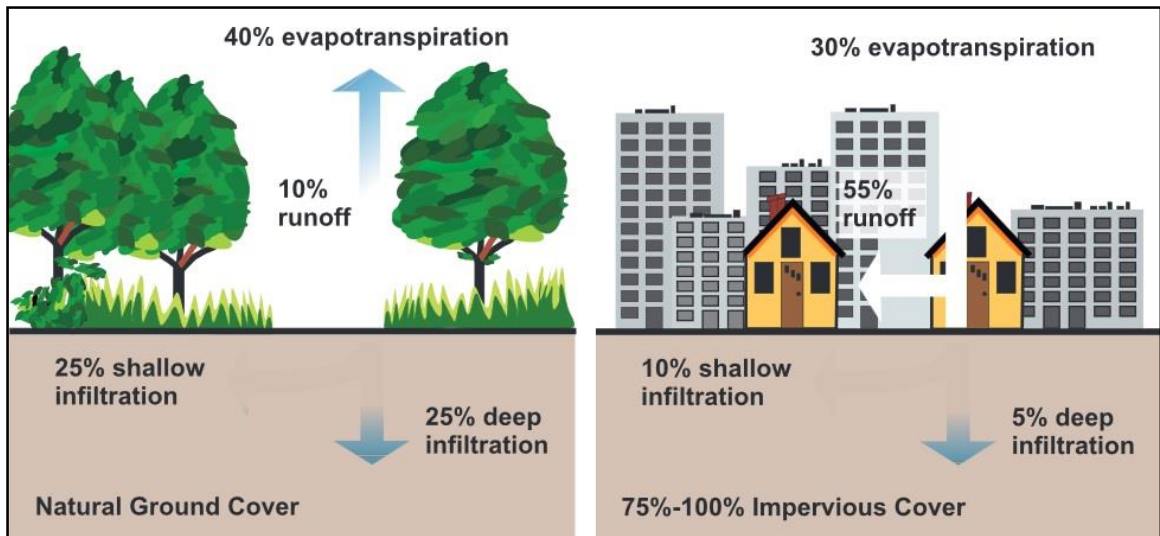 40% evapotranspiration
10%
runoff
25% shallow
infiltration
25% deep
infiltration
Natural Ground Cover
30% evapotranspiration
55%
runoff
10% shallow
infiltration
5% deep
infiltration
75%-100% Impervious Cover